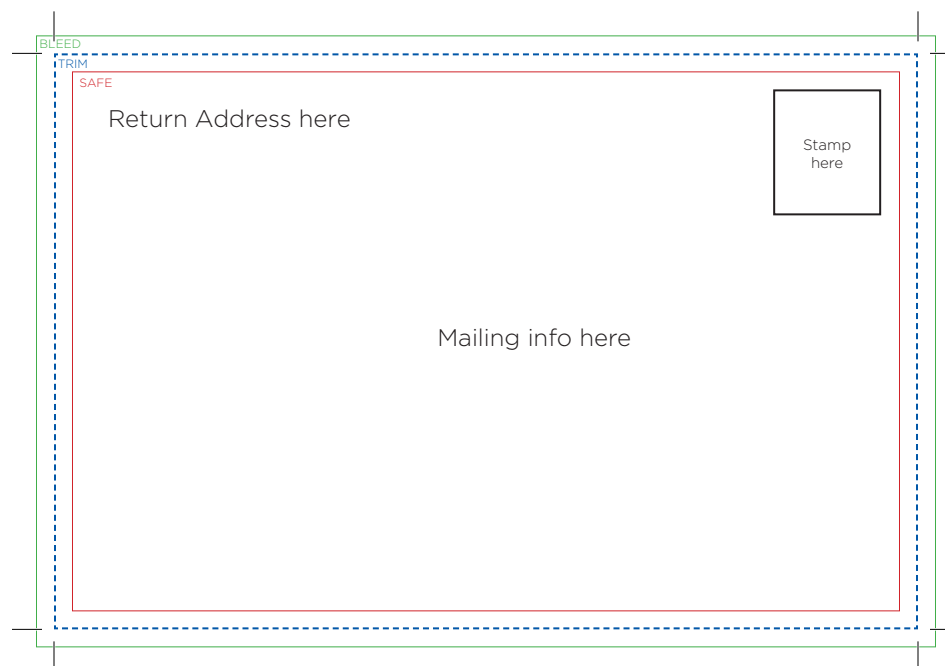 BLEED
TRIM
SAFE
Return Address here
Stamp
here
Mailing info here